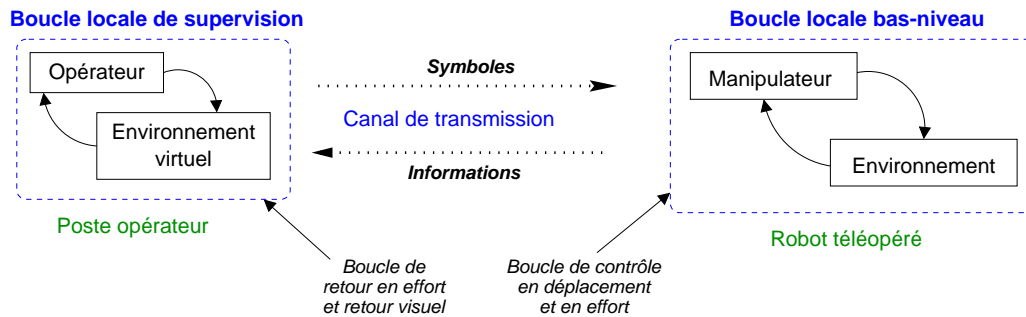 Boucle locale de supervision
Opérateur
Environnement
virtuel
Poste opérateur
Symboles
Canal de transmission
Informations
Boucle locale bas-niveau
Manipulateur
Environnement
Robot téléopéré
Boucle de
retour en effort
et retour visuel
Boucle de contrôle
en déplacement
et en effort